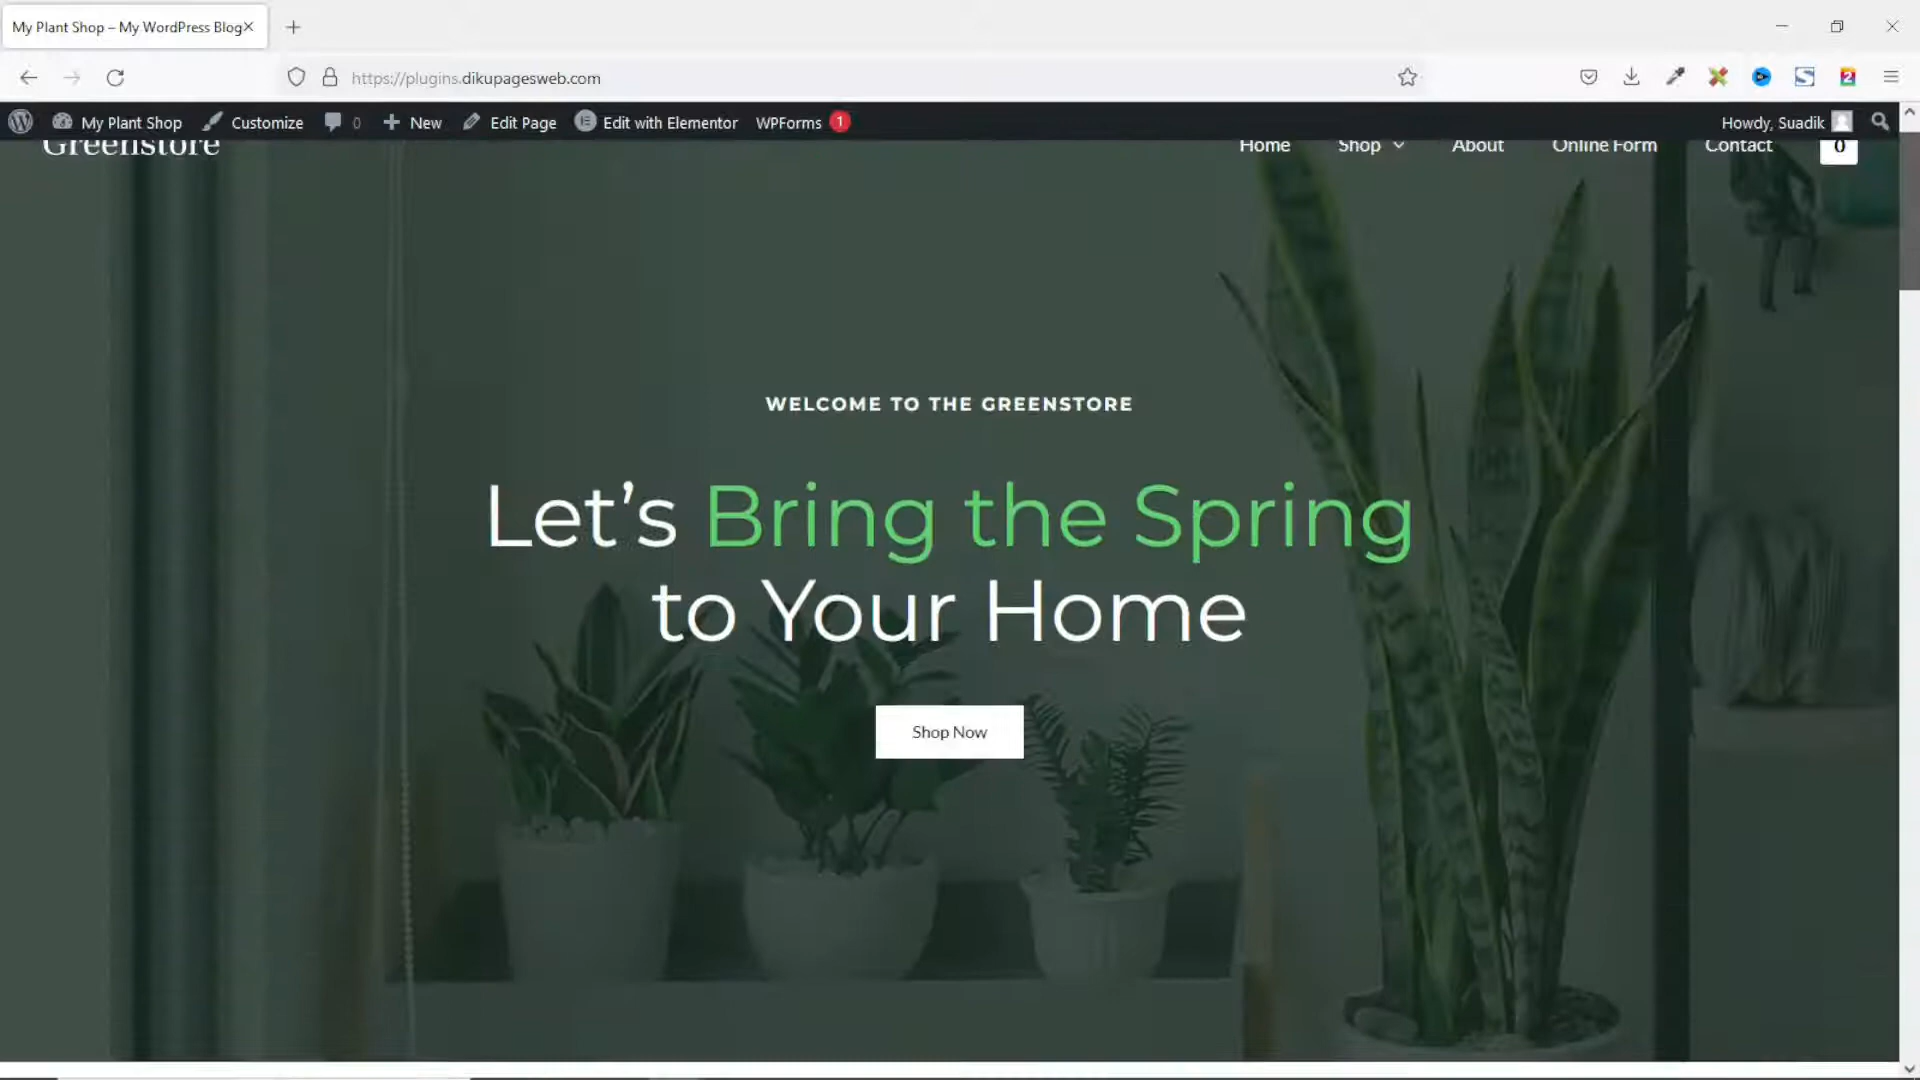 My Plant Shop – My WordPress Blog
https://plugins.dikupagesweb.com
2
My Plant Shop Customize 0 New Edit Page Edit with Elementor WPForms 1 Howdy, Suadik
Greenstore Home Shop About Online Form Contact 0
WELCOME TO THE GREENSTORE
Let’s Bring the Spring
to Your Home
Shop Now